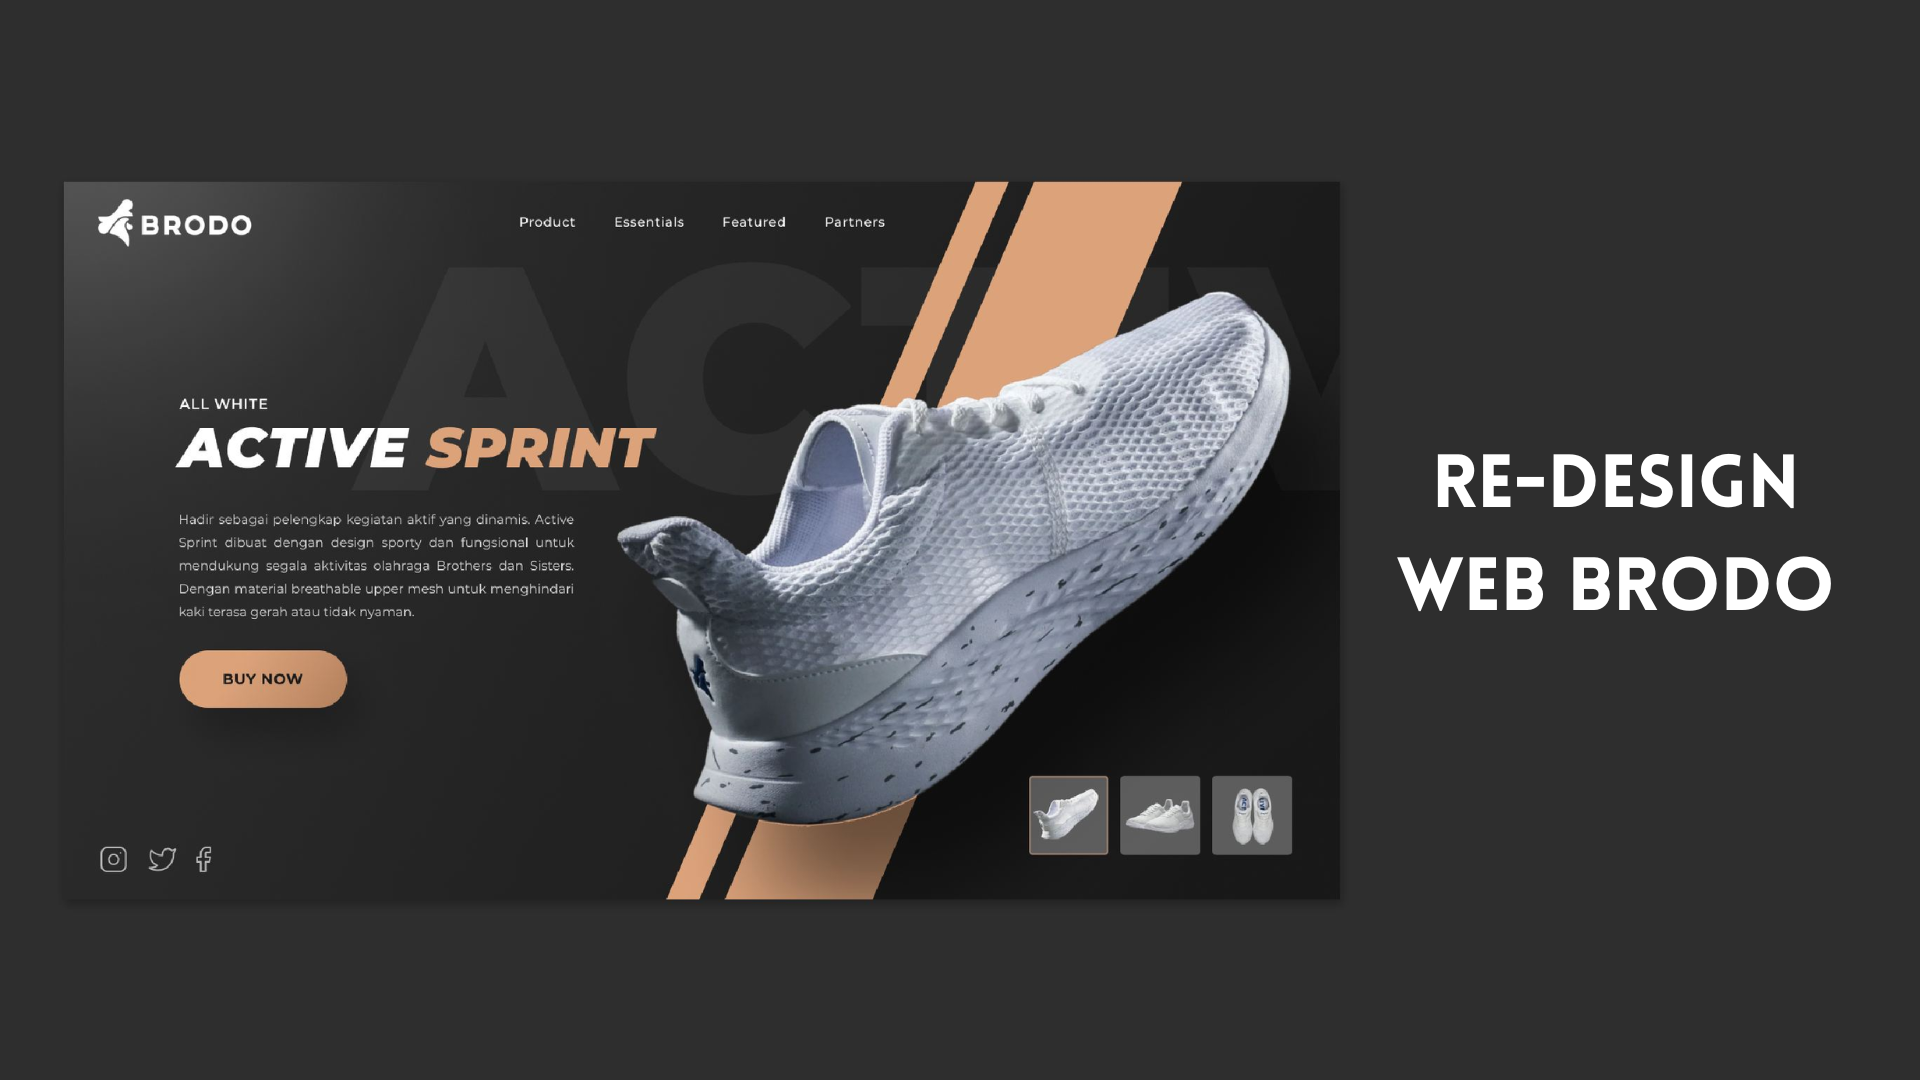 BRODO
Product Essentials Featured Partners
ACTIV
ALL WHITE
ACTIVE SPRINT
Hadir sebagai pelengkap kegiatan aktif yang dinamis. Active
Sprint dibuat dengan design sporty dan fungsional untuk
mendukung segala aktivitas olahraga Brothers dan Sisters.
Dengan material breathable upper mesh untuk menghindari
kaki terasa gerah atau tidak nyaman.
BUY NOW
RE-DESIGN
WEB BRODO